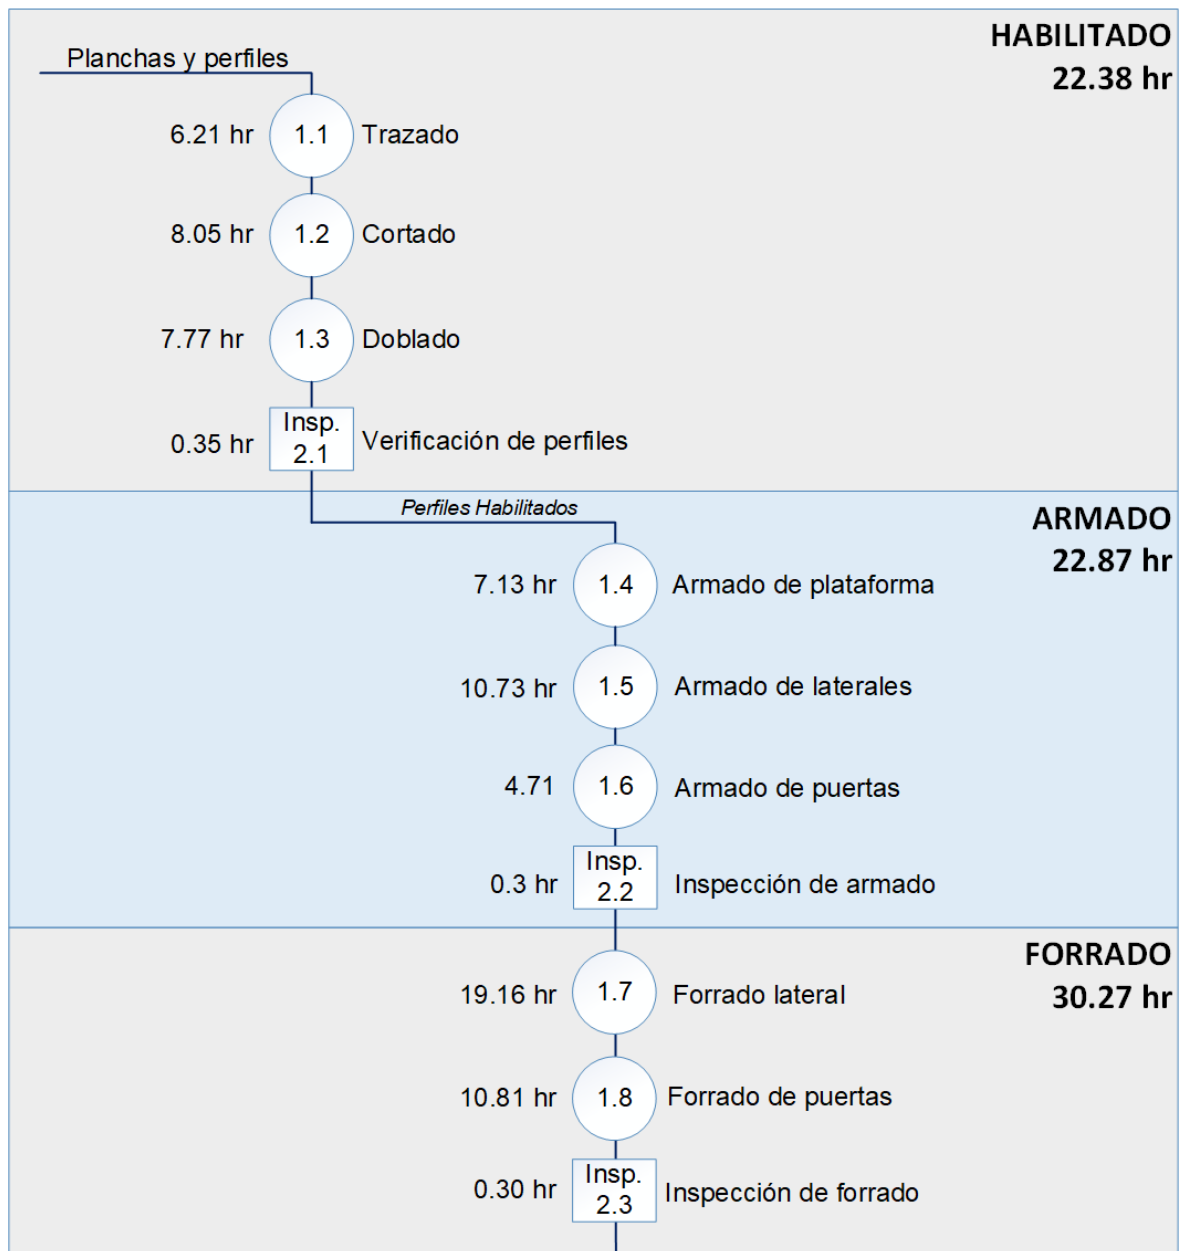 HABILITADO
22.38 hr
Planchas y perfiles
6.21 hr 1.1 Trazado
8.05 hr 1.2 Cortado
7.77 hr 1.3 Doblado
Insp.
0.35 hr 2.1 Verificación de perfiles
Perfiles Habilitados
ARMADO
22.87 hr
7.13 hr 1.4 Armado de plataforma
10.73 hr 1.5 Armado de laterales
4.71 1.6 Armado de puertas
Insp.
0.3 hr 2.2 Inspección de armado
FORRADO
30.27 hr
19.16 hr 1.7 Forrado lateral
10.81 hr 1.8 Forrado de puertas
Insp.
0.30 hr 2.3 Inspección de forrado